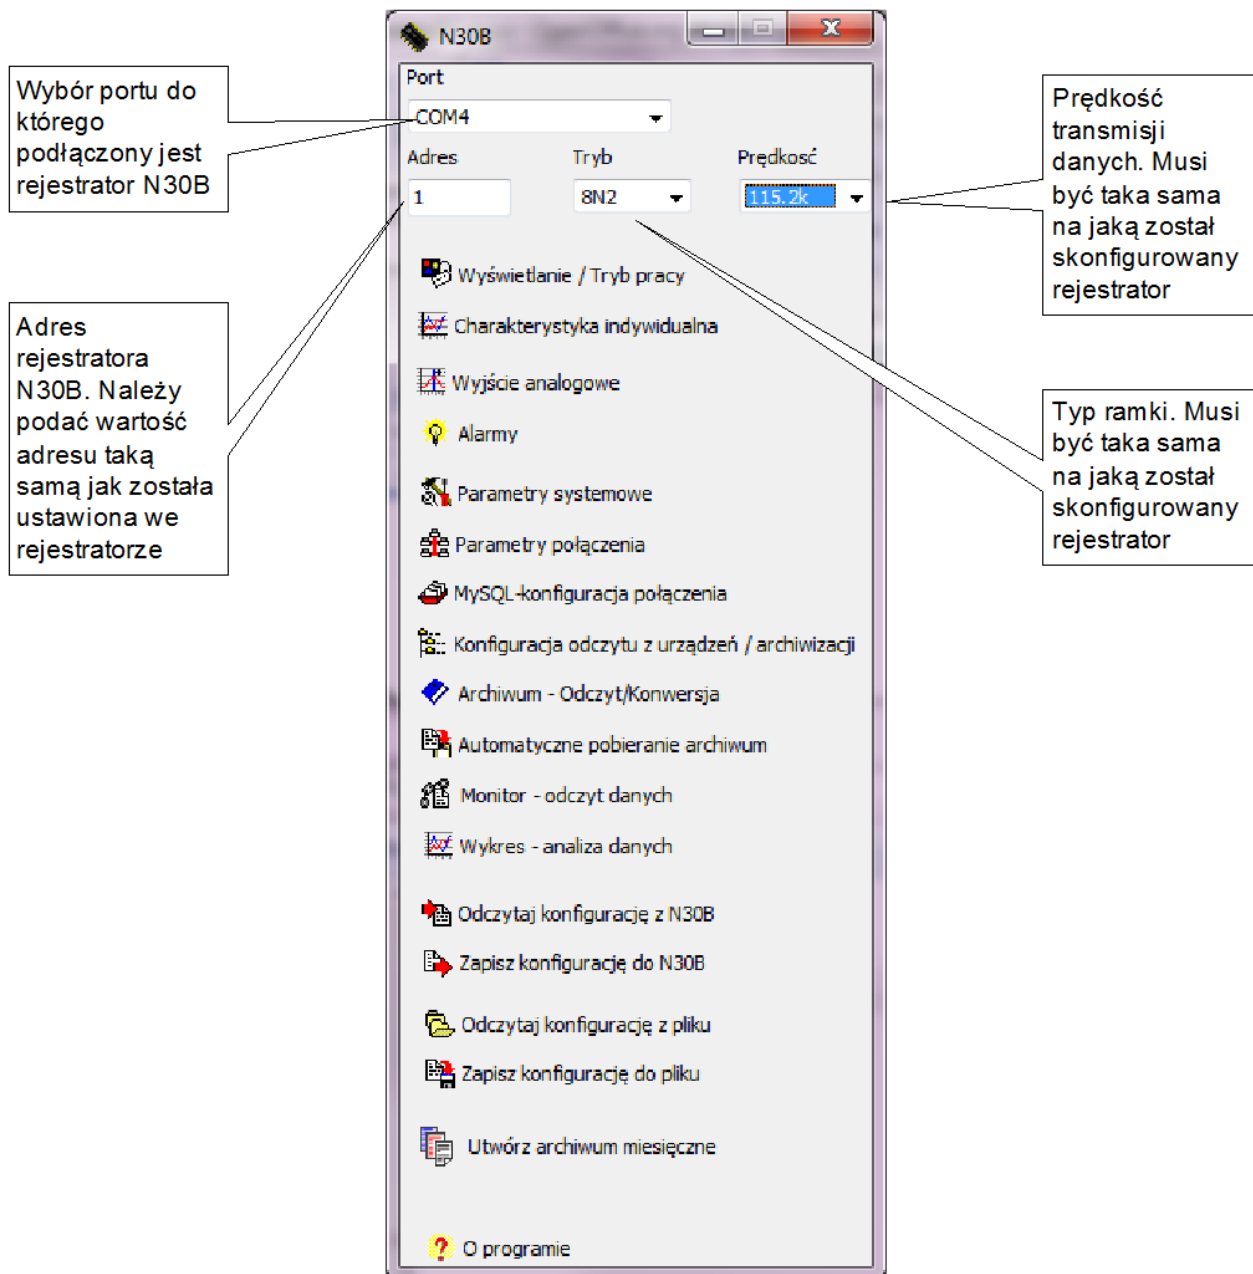 N30B
Port
COM4
Adres
Tryb
Prędkosć
1
8N2
115.2k
Wybór portu do
którego
podłączony jest
rejestrator N30B
Adres
rejestratora
N30B. Należy
podać wartość
adresu taką
samą jak została
ustawiona we
rejestratorze
Wyświetlanie / Tryb pracy
Charakterystyka indywidualna
Wyjście analogowe
Alarmy
Parametry systemowe
Parametry połączenia
MySQL-konfiguracja połączenia
Konfiguracja odczytu z urządzeń / archiwizacji
Archiwum - Odczyt/Konwersja
Automatyczne pobieranie archiwum
Monitor - odczyt danych
Wykres - analiza danych
Odczytaj konfigurację z N30B
Zapisz konfigurację do N30B
Odczytaj konfigurację z pliku
Zapisz konfigurację do pliku
Utwórz archiwum miesięczne
O programie
Prędkość
transmisji
danych. Musi
być taka sama
na jaką został
skonfigurowany
rejestrator
Typ ramki. Musi
być taka sama
na jaką został
skonfigurowany
rejestrator